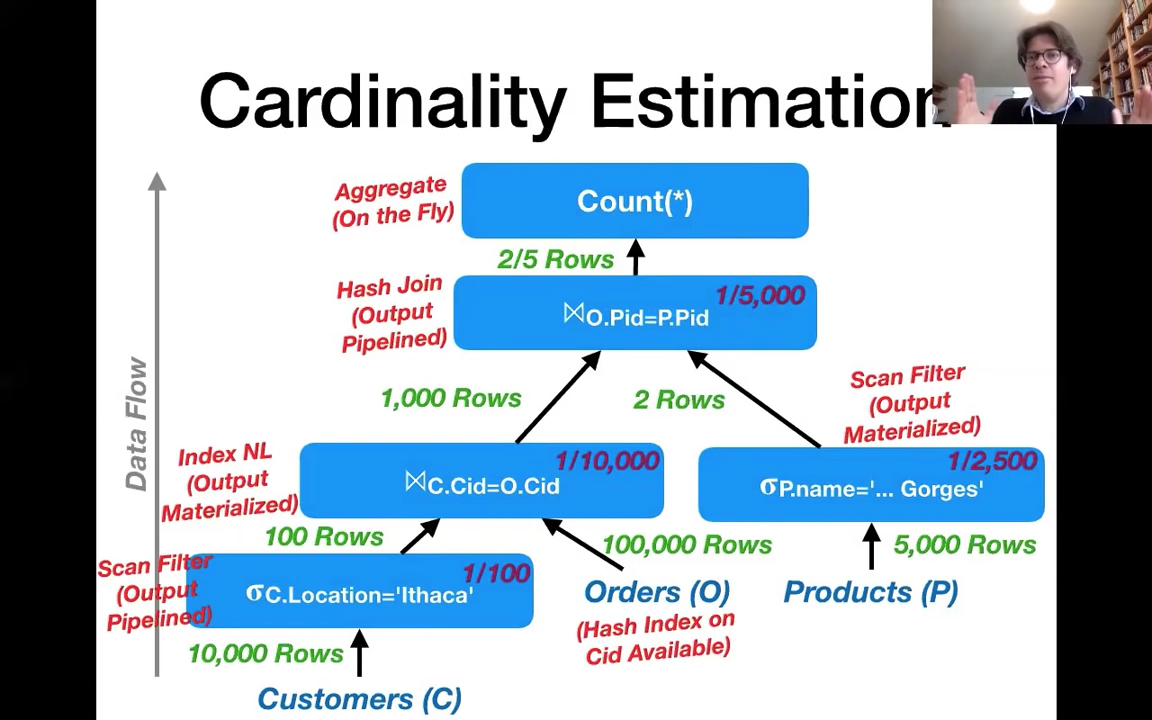 Cardinality Estimation
Aggregate
(On the Fly)
Count(*)
2/5 Rows
Hash Join
(Output
Pipelined)
1/5,000
⋈O.Pid=P.Pid
1,000 Rows
2 Rows
Scan Filter
(Output
Materialized)
Data Flow
Index NL
(Output
Materialized)
1/10,000
⋈C.Cid=O.Cid
1/2,500
σP.name='... Gorges'
100 Rows
100,000 Rows
5,000 Rows
Scan Filter
(Output
Pipelined)
1/100
σC.Location='Ithaca'
Orders (O)
(Hash Index on
Cid Available)
Products (P)
10,000 Rows
Customers (C)